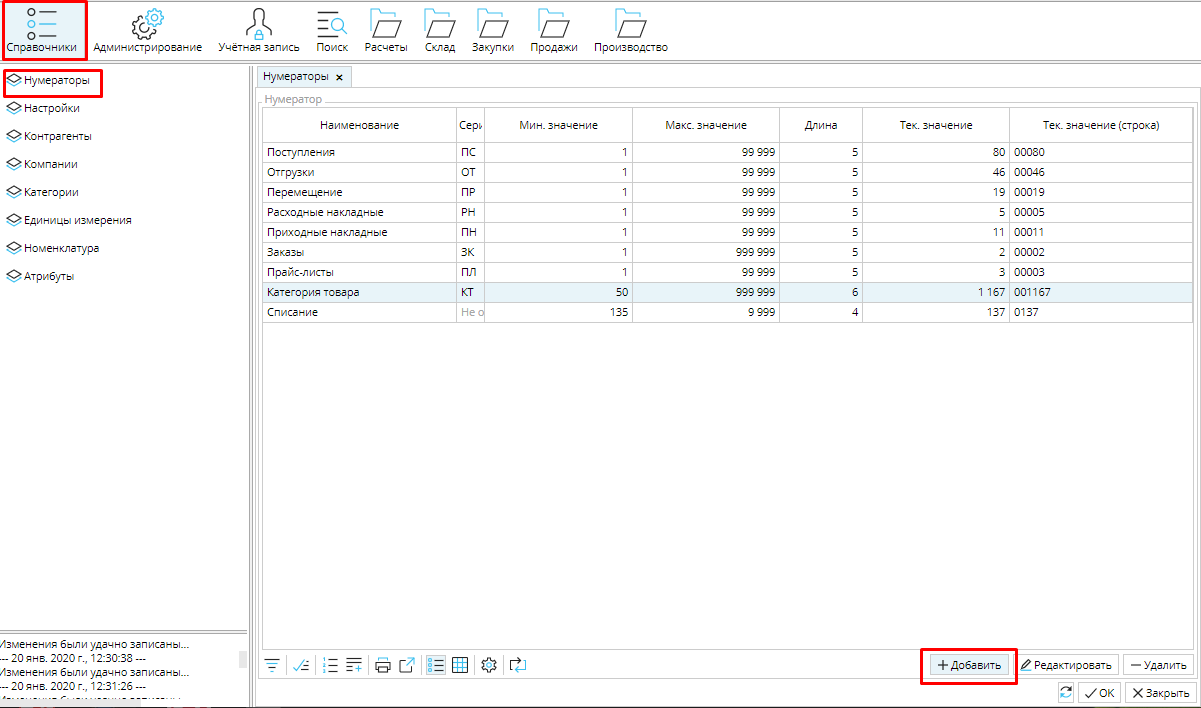 Справочники Администрирование Учётная запись Поиск Расчеты Склад Закупки Продажи Производство
Нумераторы
Настройки
Контрагенты
Компании
Категории
Единицы измерения
Номенклатура
Атрибуты
Изменения были удачно записаны...
--- 20 янв. 2020 г., 12:30:38 ---
Изменения были удачно записаны...
--- 20 янв. 2020 г., 12:31:26 ---
Нумераторы ×
Нумератор
Наименование Сери Мин. значение Макс. значение Длина Тек. значение Тек. значение (строка)
Поступления ПС 1 99 999 5 80 00080
Отгрузки ОТ 1 99 999 5 46 00046
Перемещение ПР 1 99 999 5 19 00019
Расходные накладные РН 1 99 999 5 5 00005
Приходные накладные ПН 1 99 999 5 11 00011
Заказы ЗК 1 999 999 5 2 00002
Прайс-листы ПЛ 1 99 999 5 3 00003
Категория товара КТ 50 999 999 6 1 167 001167
Списание Не о 135 9 999 4 137 0137
Добавить Редактировать Удалить
OK Закрыть